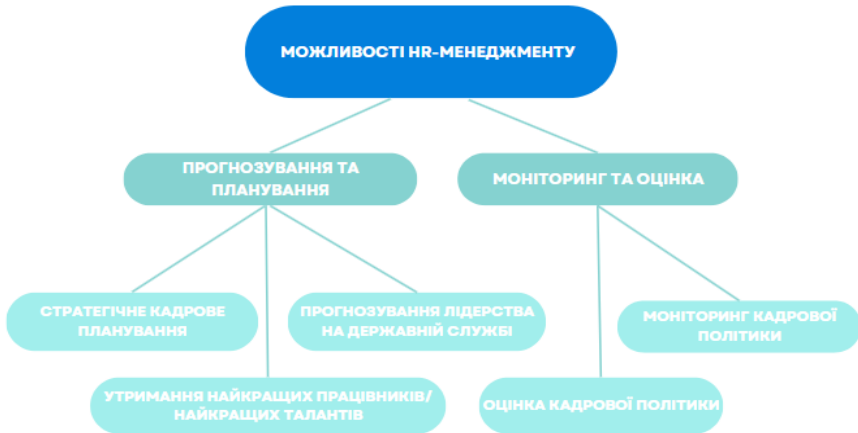 МОЖЛИВОСТІ HR-МЕНЕДЖМЕНТУ
ПРОГНОЗУВАННЯ ТА
ПЛАНУВАННЯ
МОНІТОРИНГ ТА ОЦІНКА
СТРАТЕГІЧНЕ КАДРОВЕ
ПЛАНУВАННЯ
ПРОГНОЗУВАННЯ ЛІДЕРСТВА
НА ДЕРЖАВНІЙ СЛУЖБІ
МОНІТОРИНГ КАДРОВОЇ
ПОЛІТИКИ
УТРИМАННЯ НАЙКРАЩИХ ПРАЦІВНИКІВ/
НАЙКРАЩИХ ТАЛАНТІВ
ОЦІНКА КАДРОВОЇ ПОЛІТИКИ